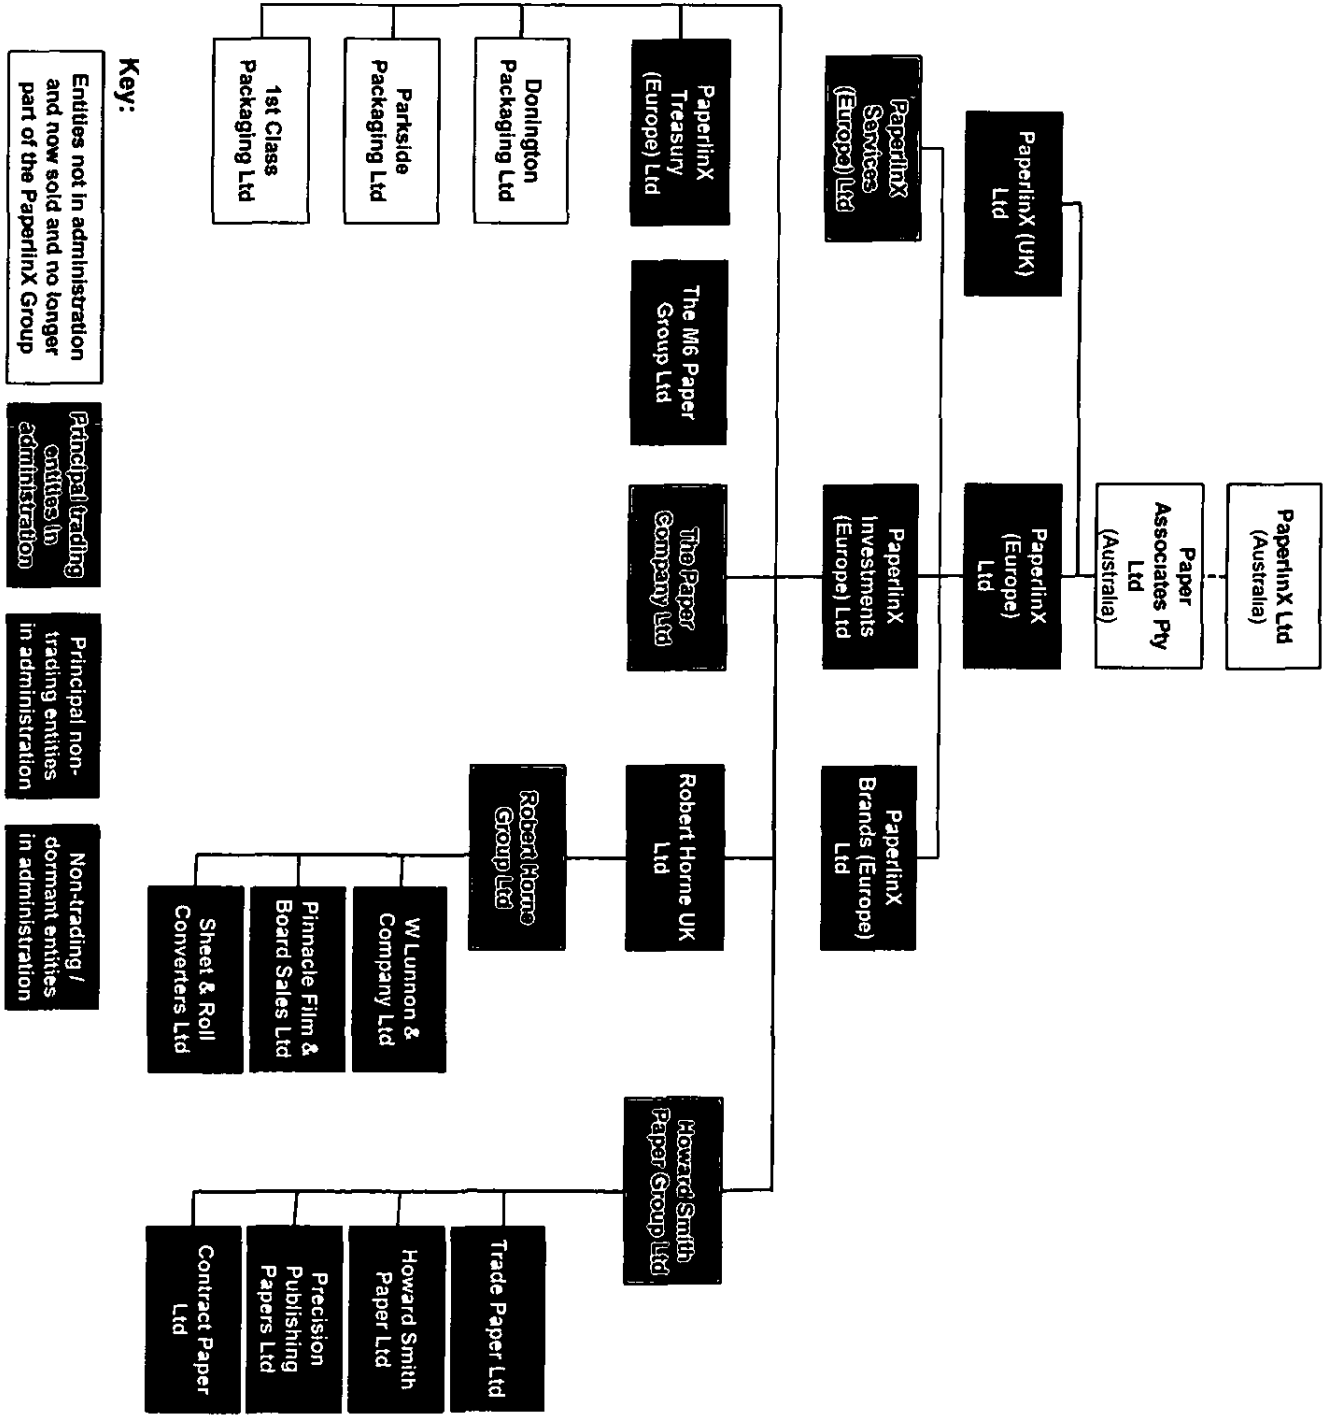 PaperlinX Ltd
(Australia)
Paper
Associates Pty
Ltd
(Australia)
PaperlinX (UK)
Ltd
PaperlinX
(Europe)
Ltd
PaperlinX
Services
(Europe) Ltd
PaperlinX
Investments
(Europe) Ltd
PaperlinX
Brands (Europe)
Ltd
PaperlinX
Treasury
(Europe) Ltd
The M6 Paper
Group Ltd
The Paper
Company Ltd
Robert Horne UK
Ltd
Howard Smith
Paper Group Ltd
Donington
Packaging Ltd
Parkside
Packaging Ltd
1st Class
Packaging Ltd
Robert Horne
Group Ltd
W Lunnon &
Company Ltd
Pinnacle Film &
Board Sales Ltd
Sheet & Roll
Converters Ltd
Trade Paper Ltd
Howard Smith
Paper Ltd
Precision
Publishing
Papers Ltd
Contract Paper
Ltd
Key:
Entities not in administration
and now sold and no longer
part of the PaperlinX Group
Principal trading
entities in
administration
Principal non-
trading entities
in administration
Non-trading /
dormant entities
in administration